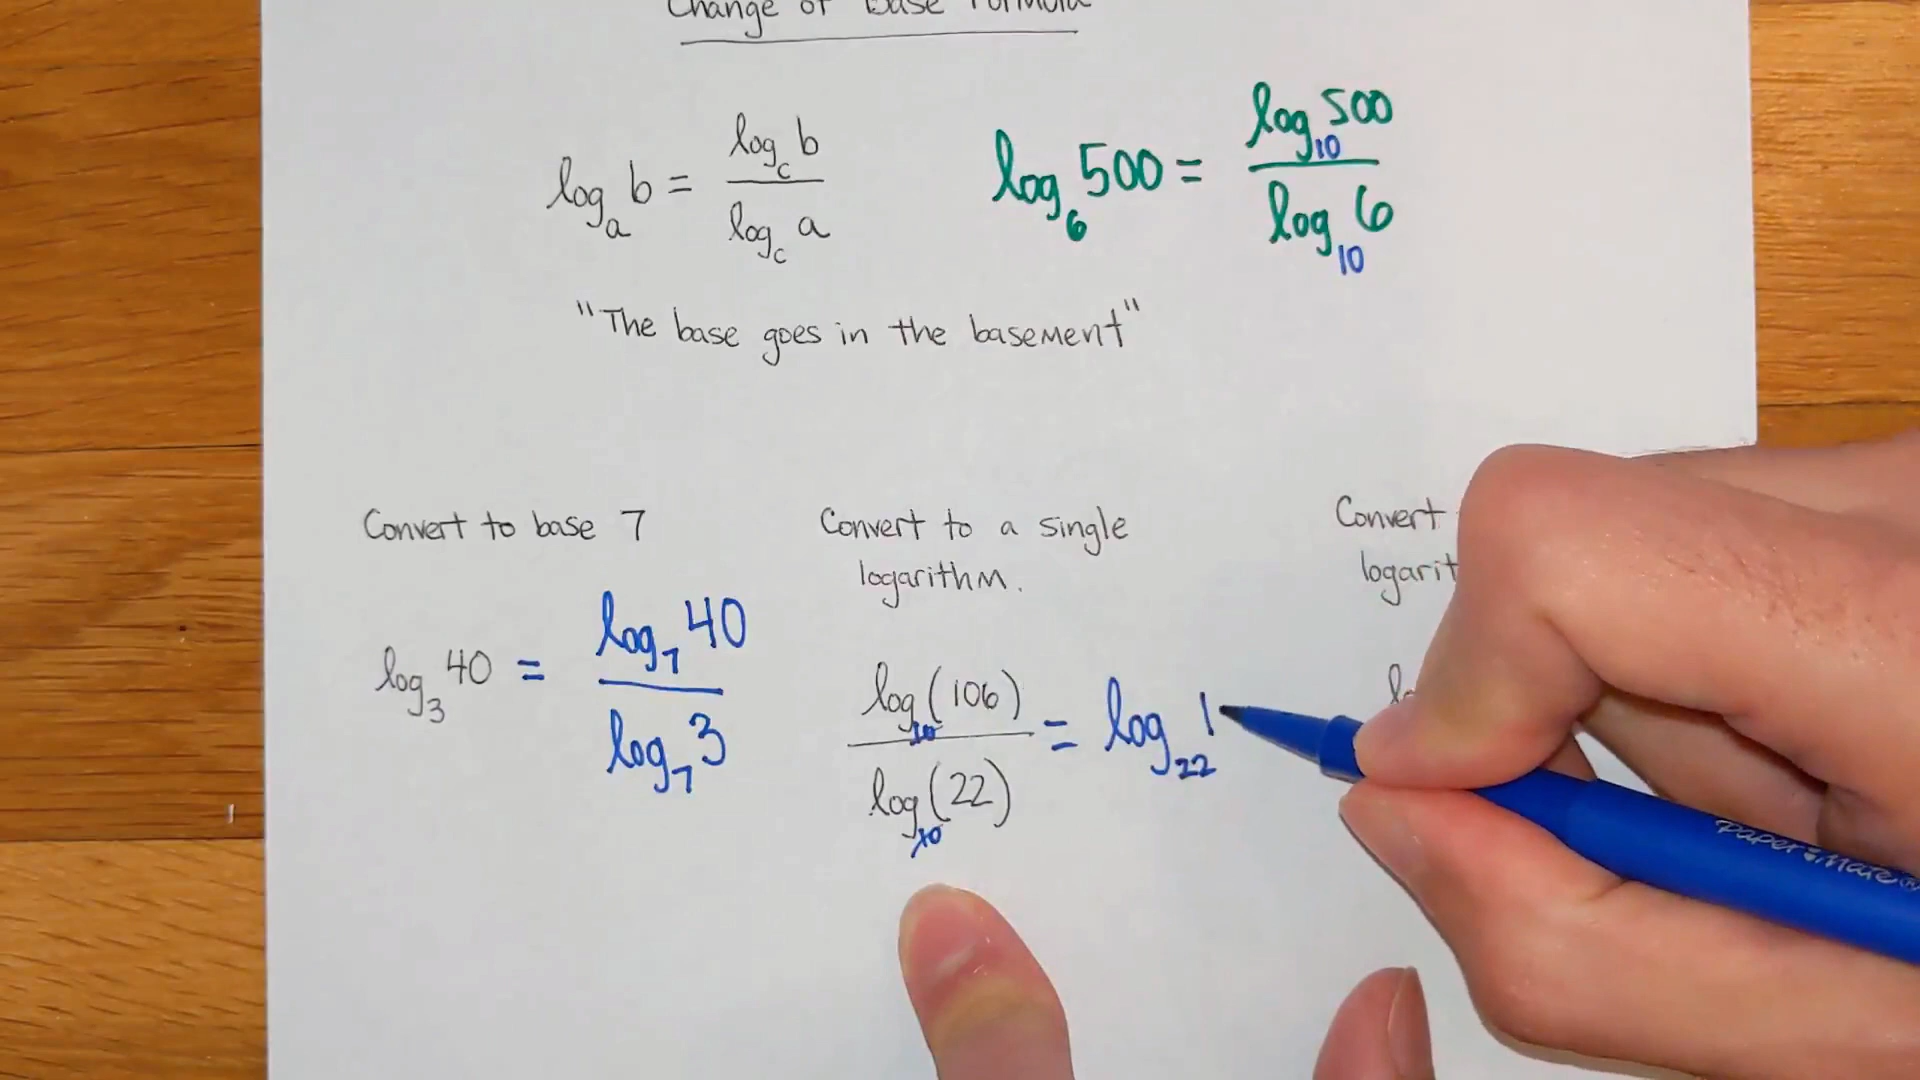 Change of Base Formula
log_a b = log_c b / log_c a
log_6 500 = log_10 500 / log_10 6
"The base goes in the basement"
Convert to base 7
log_3 40 = log_7 40 / log_7 3
Convert to a single
logarithm.
log_10(106) / log_10(22) = log_22 1
Convert
logarit
paper mate®